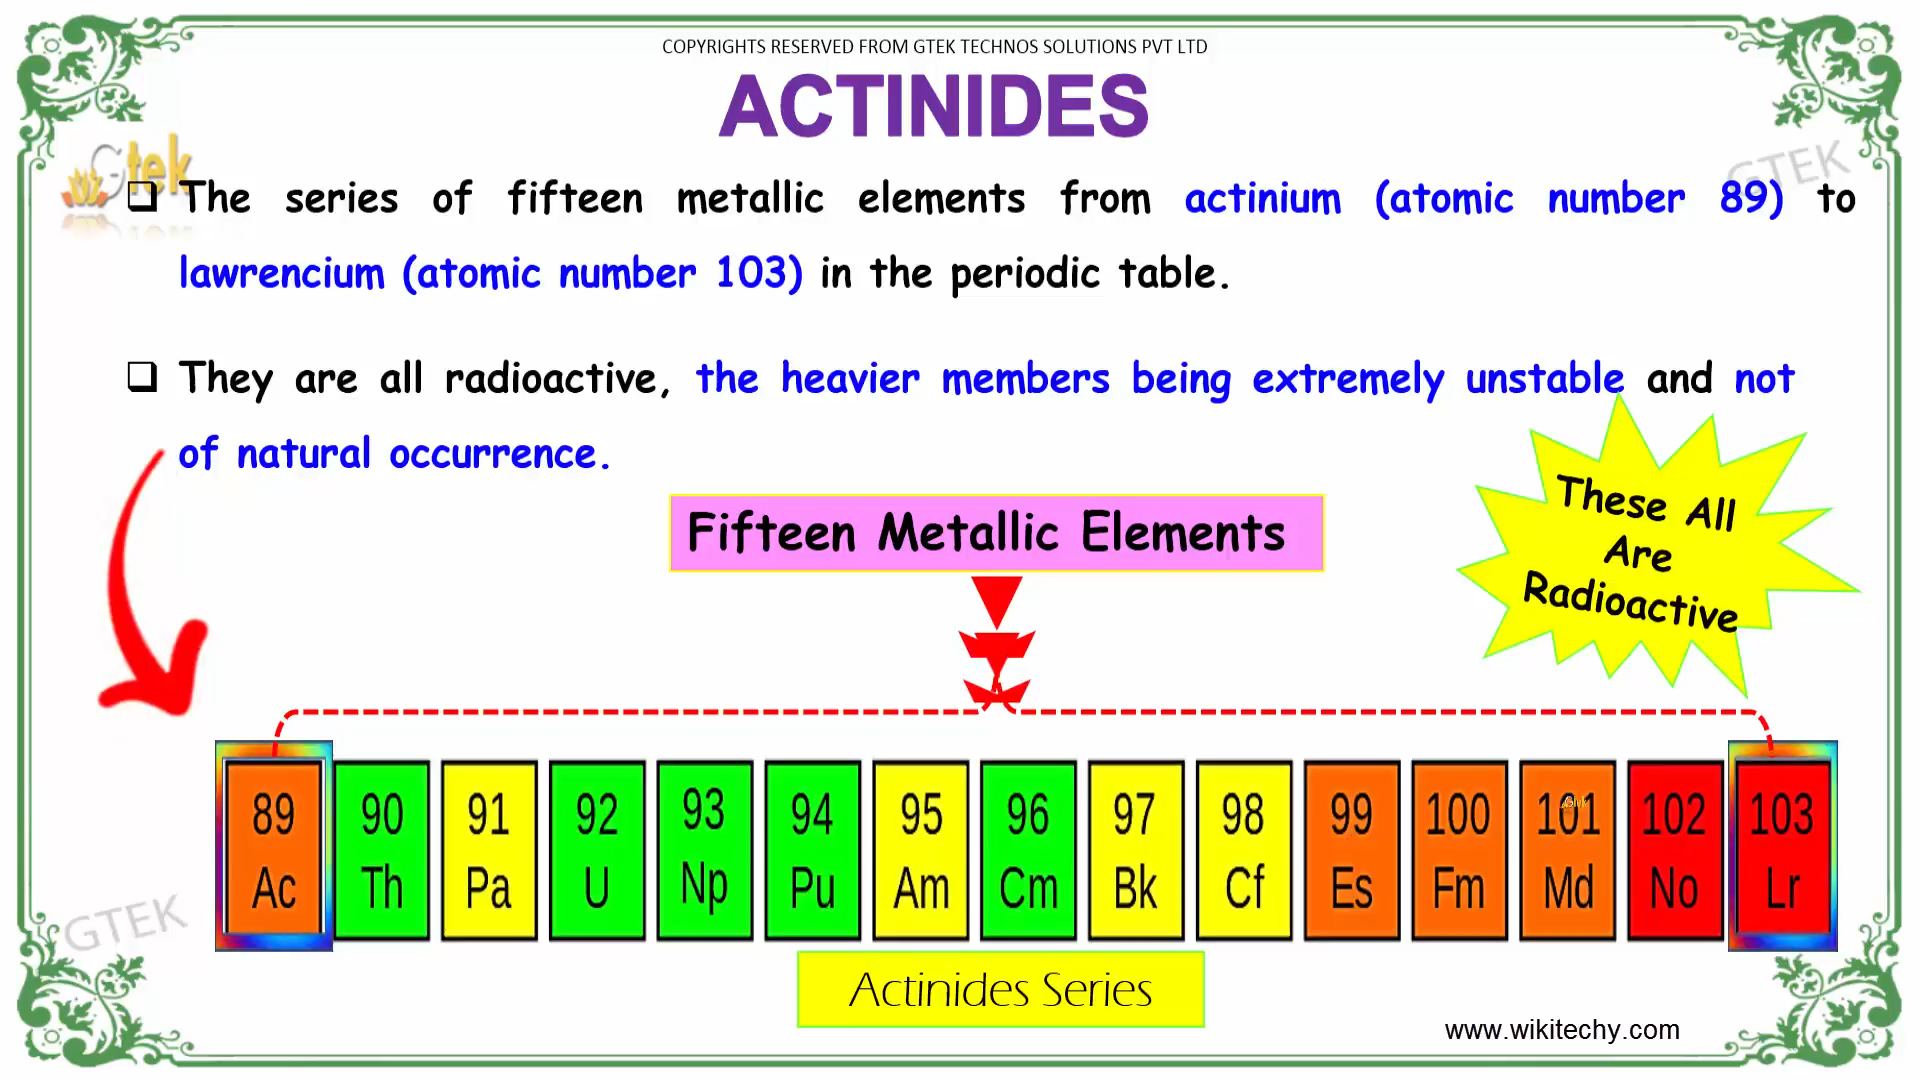 COPYRIGHTS RESERVED FROM GTEK TECHNOS SOLUTIONS PVT LTD
ACTINIDES
Gtek
GTEK
The series of fifteen metallic elements from actinium (atomic number 89) to
lawrencium (atomic number 103) in the periodic table.
They are all radioactive, the heavier members being extremely unstable and not
of natural occurrence.
Fifteen Metallic Elements
These All
Are
Radioactive
89 90 91 92 93 94 95 96 97 98 99 100 101 102 103
Ac Th Pa U Np Pu Am Cm Bk Cf Es Fm Md No Lr
GTEK
Actinides Series
www.wikitechy.com